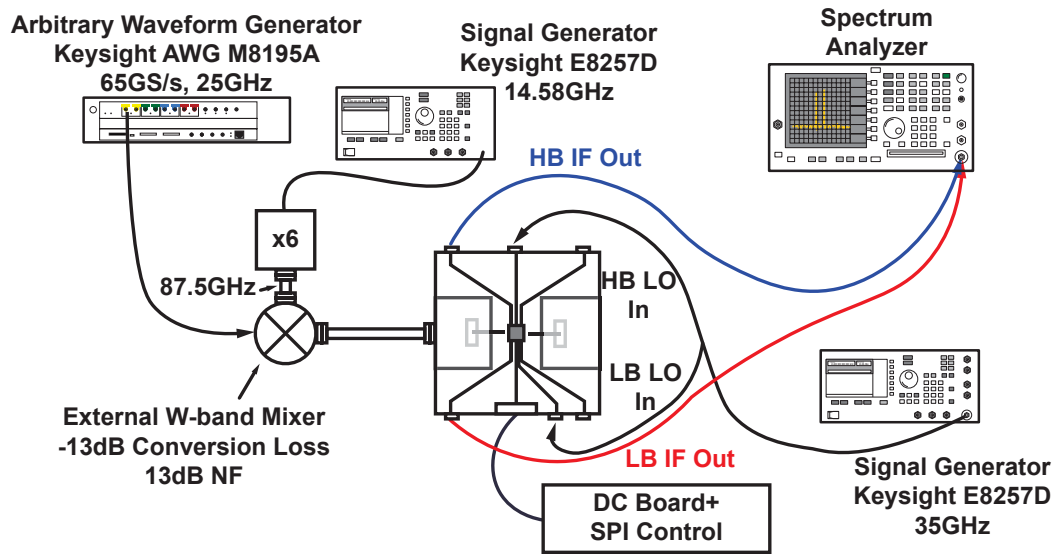 Arbitrary Waveform Generator
Keysight AWG M8195A
65GS/s, 25GHz
Signal Generator
Keysight E8257D
14.58GHz
Spectrum
Analyzer
HB IF Out
x6
87.5GHz
HB LO
In
LB LO
In
External W-band Mixer
-13dB Conversion Loss
13dB NF
LB IF Out
DC Board+
SPI Control
Signal Generator
Keysight E8257D
35GHz